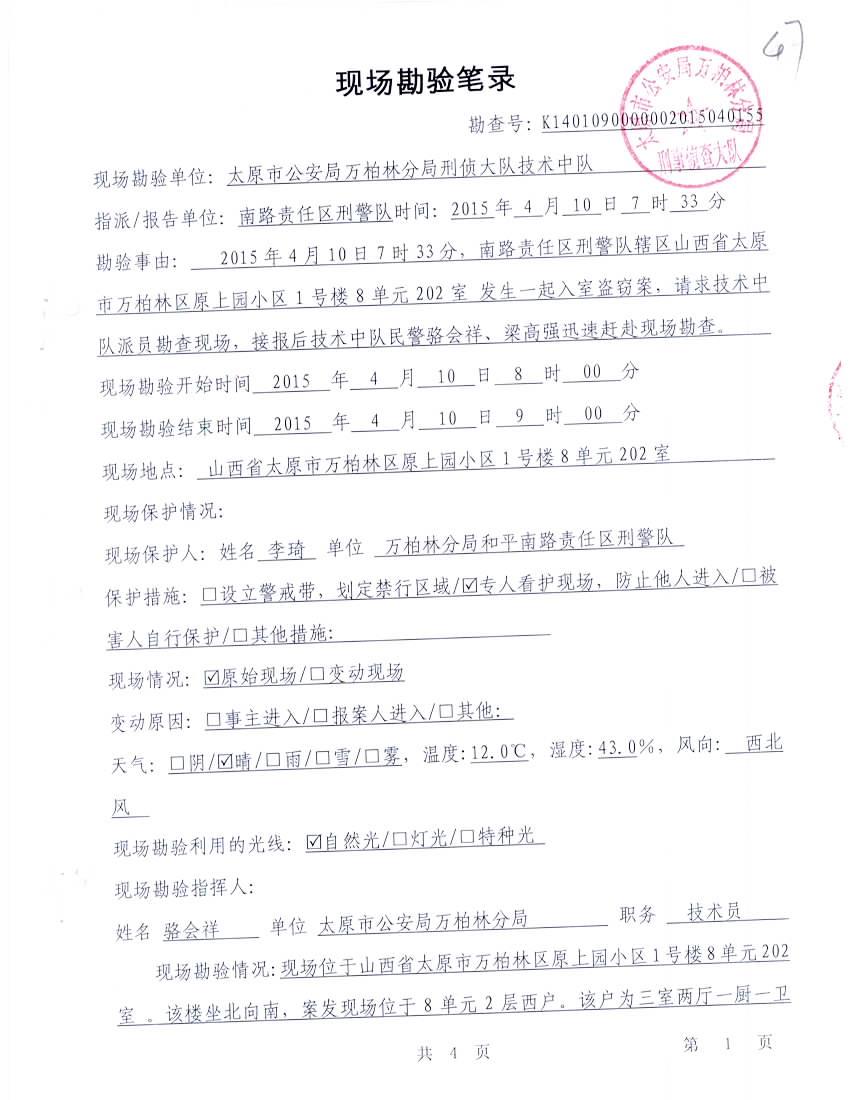 67
现场勘验笔录
勘查号：K1401090000002015040155
太原市公安局万柏林分局
刑事侦查大队
现场勘验单位：太原市公安局万柏林分局刑侦大队技术中队
指派/报告单位：南路责任区刑警队时间：2015年 4 月 10 日 7 时 33 分
勘验事由： 2015年4月10日7时33分，南路责任区刑警队辖区山西省太原
市万柏林区原上园小区1号楼8单元202室 发生一起入室盗窃案，请求技术中
队派员勘查现场，接报后技术中队民警骆会祥、梁高强迅速赶赴现场勘查。
现场勘验开始时间 2015 年 4 月 10 日 8 时 00 分
现场勘验结束时间 2015 年 4 月 10 日 9 时 00 分
现场地点： 山西省太原市万柏林区原上园小区1号楼8单元202室
现场保护情况：
现场保护人：姓名 李琦 单位 万柏林分局和平南路责任区刑警队
保护措施：☐设立警戒带，划定禁行区域/☑专人看护现场，防止他人进入/☐被
害人自行保护/☐其他措施：
现场情况：☑原始现场/☐变动现场
变动原因：☐事主进入/☐报案人进入/☐其他：
天气：☐阴/☑晴/☐雨/☐雪/☐雾，温度：12.0℃，湿度：43.0%，风向： 西北
风
现场勘验利用的光线：☑自然光/☐灯光/☐特种光
现场勘验指挥人：
姓名 骆会祥 单位 太原市公安局万柏林分局 职务 技术员
现场勘验情况：现场位于山西省太原市万柏林区原上园小区1号楼8单元202
室 。该楼坐北向南，案发现场位于8单元2层西户。该户为三室两厅一厨一卫
共 4 页 第 1 页